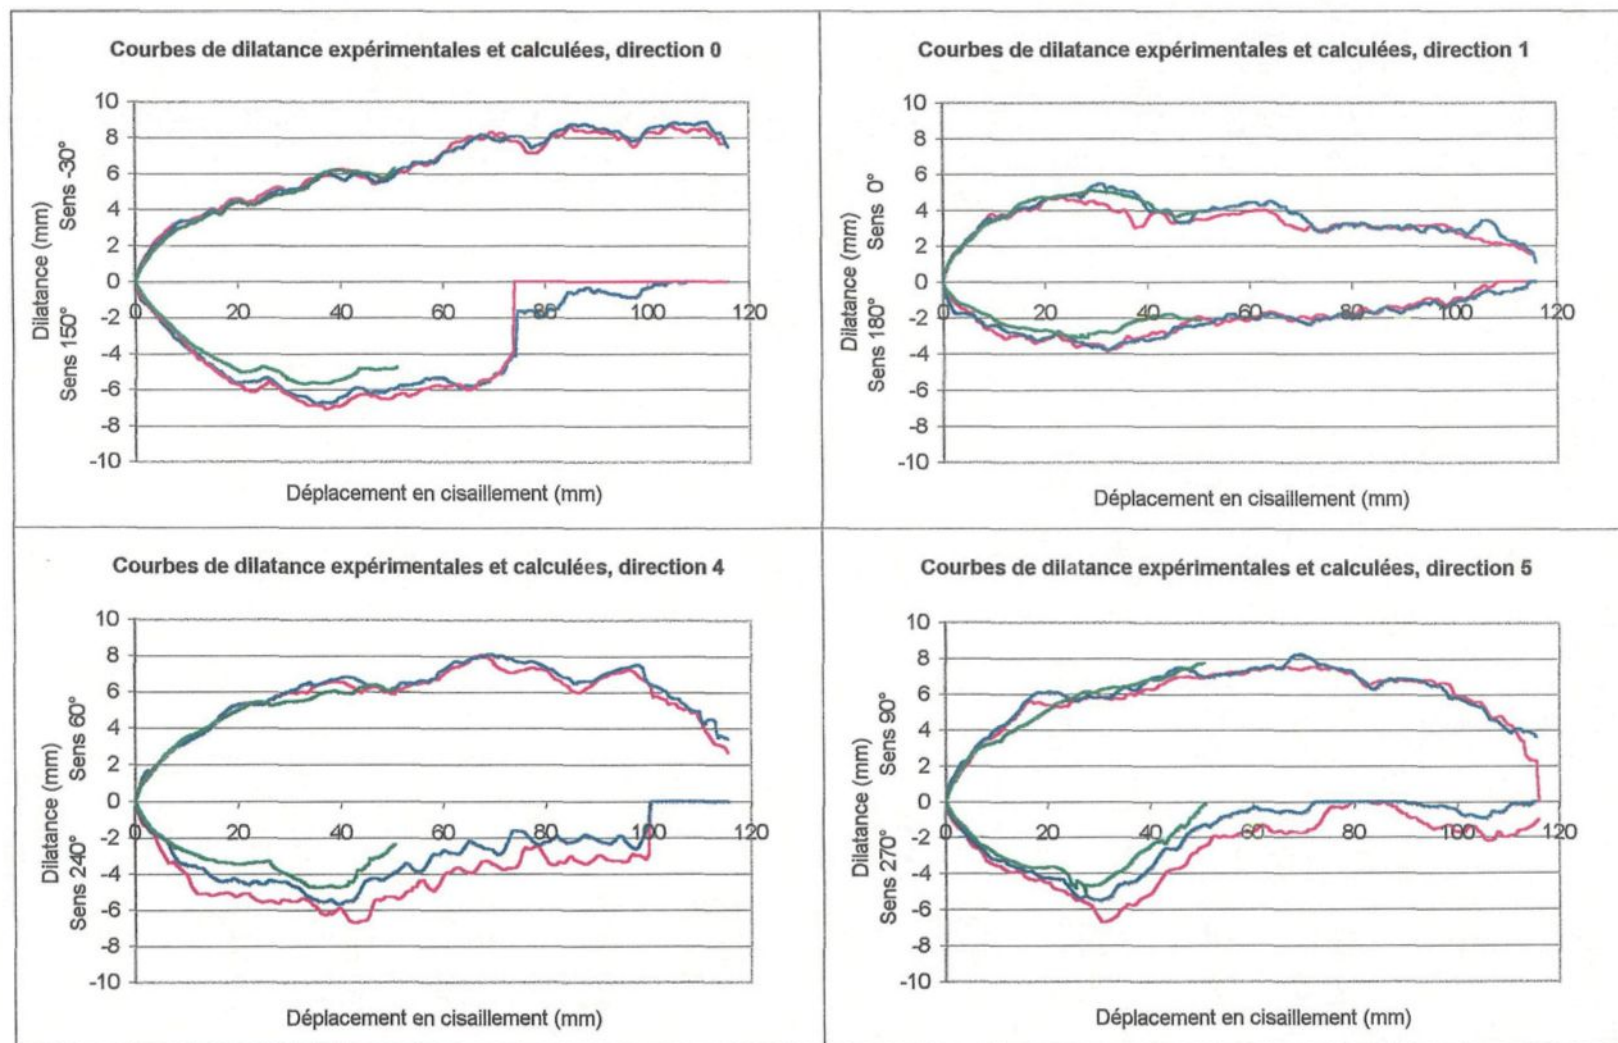 Courbes de dilatance expérimentales et calculées, direction 0
10
8
6
4
2
0
-2
-4
-6
-8
-10
0 20 40 60 80 100 120
Dilatance (mm)
Sens 150° Sens -30°
Déplacement en cisaillement (mm)
Courbes de dilatance expérimentales et calculées, direction 1
10
8
6
4
2
0
-2
-4
-6
-8
-10
0 20 40 60 80 100 120
Dilatance (mm)
Sens 180° Sens 0°
Déplacement en cisaillement (mm)
Courbes de dilatance expérimentales et calculées, direction 4
10
8
6
4
2
0
-2
-4
-6
-8
-10
0 20 40 60 80 100 120
Dilatance (mm)
Sens 240° Sens 60°
Déplacement en cisaillement (mm)
Courbes de dilatance expérimentales et calculées, direction 5
10
8
6
4
2
0
-2
-4
-6
-8
-10
0 20 40 60 80 100 120
Dilatance (mm)
Sens 270° Sens 90°
Déplacement en cisaillement (mm)